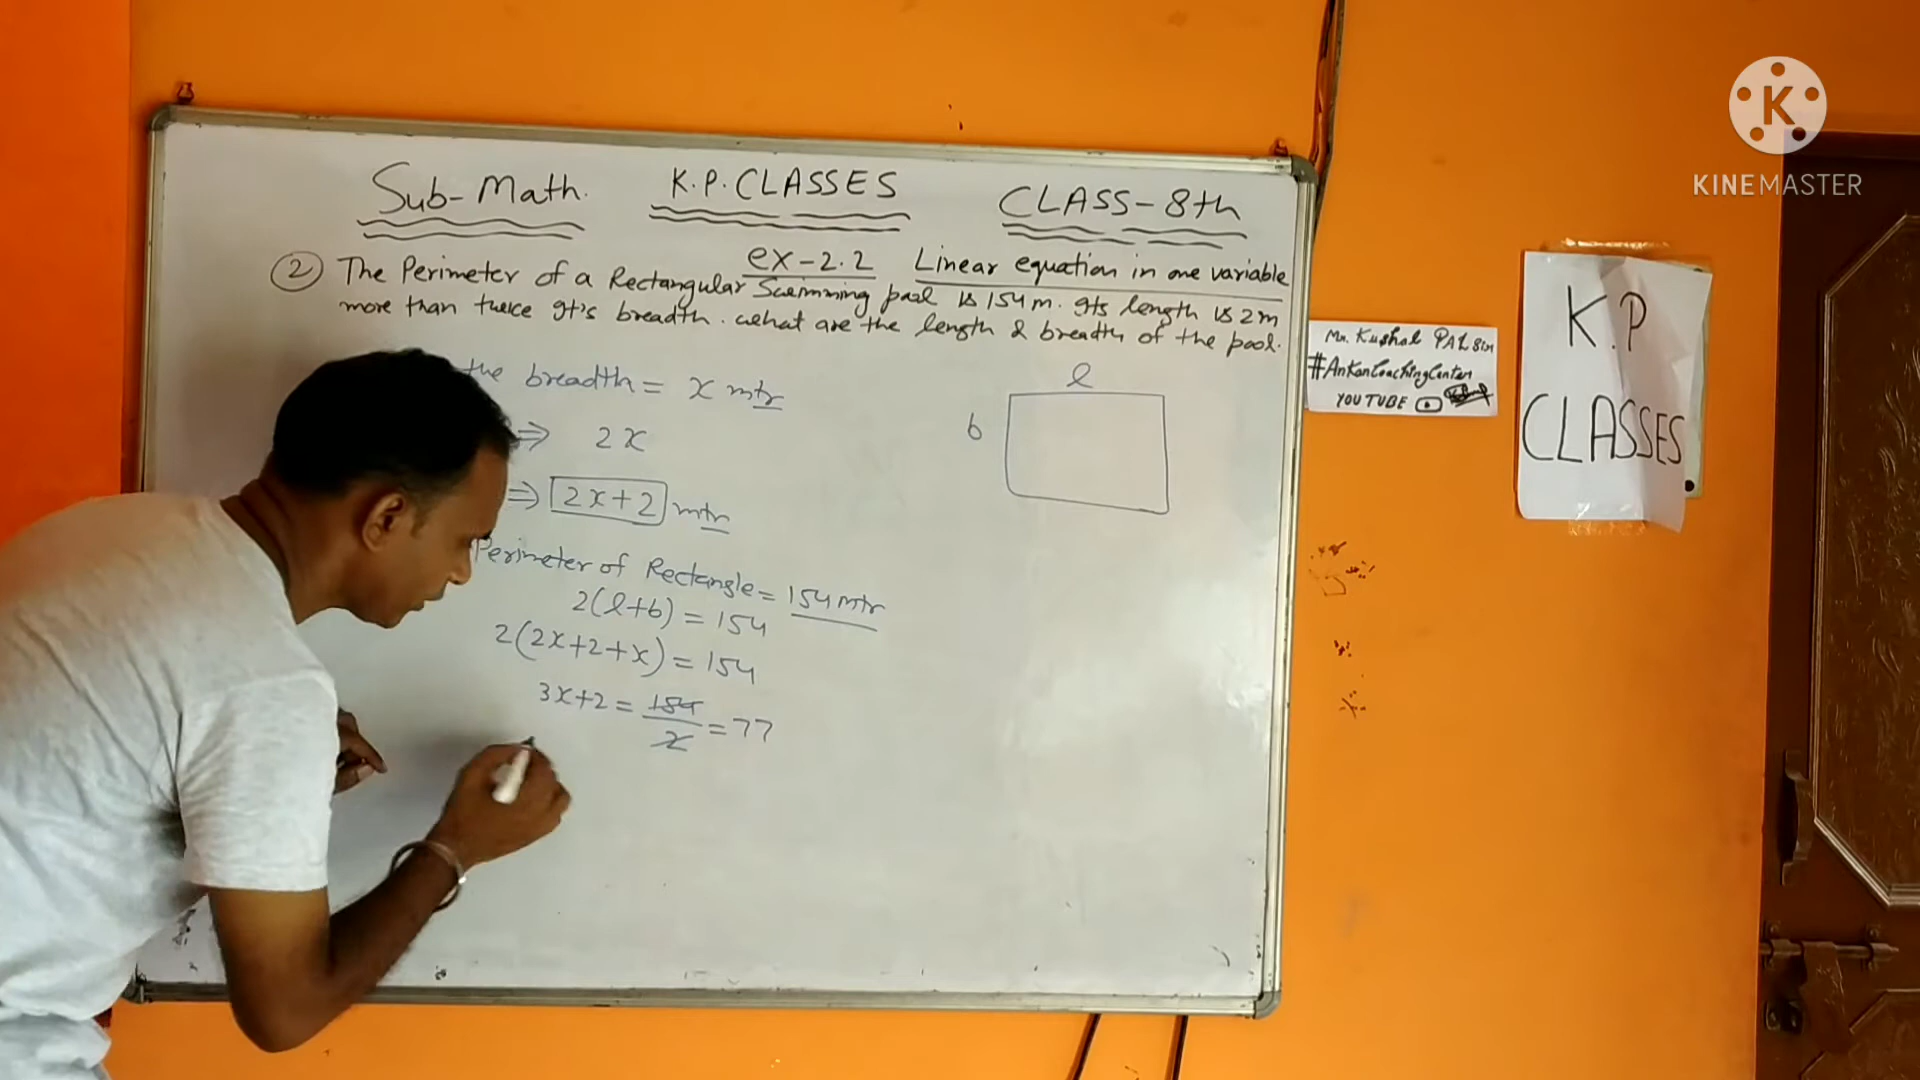 Sub-Math. K.P.CLASSES CLASS-8th
ex-2.2 Linear equation in one variable
② The Perimeter of a Rectangular Swimming pool is 154m. Its length is 2m
more than twice It's breadth. what are the length & breadth of the pool.
the breadth = x mtr
⇒ 2x
⇒ 2x+2 mtr
Perimeter of Rectangle = 154 mtr
2(l+b) = 154
2(2x+2+x) = 154
3x+2 = 154/2 = 77
l
b
Mr. Kushal PAL Sir
#AnkanCoachingCenter
YOUTUBE
K.P
CLASSES
K
KINEMASTER